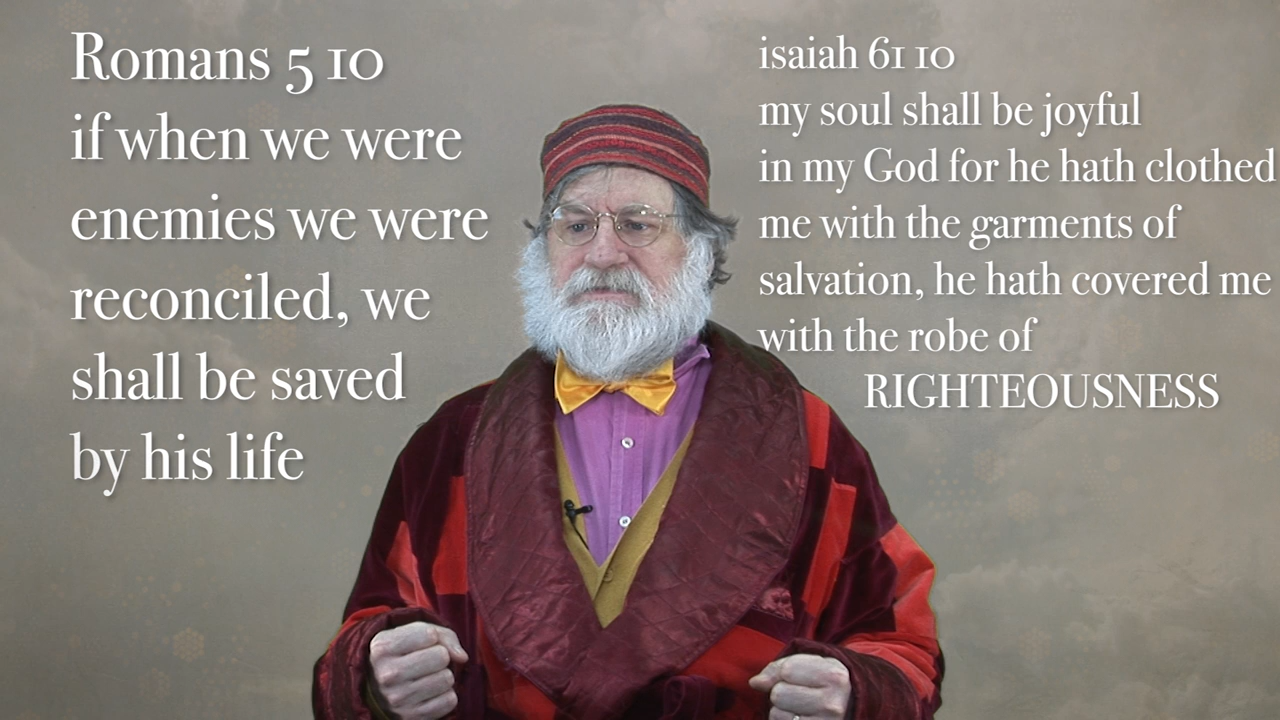 Romans 5 10
if when we were
enemies we were
reconciled, we
shall be saved
by his life
isaiah 61 10
my soul shall be joyful
in my God for he hath clothed
me with the garments of
salvation, he hath covered me
with the robe of
RIGHTEOUSNESS